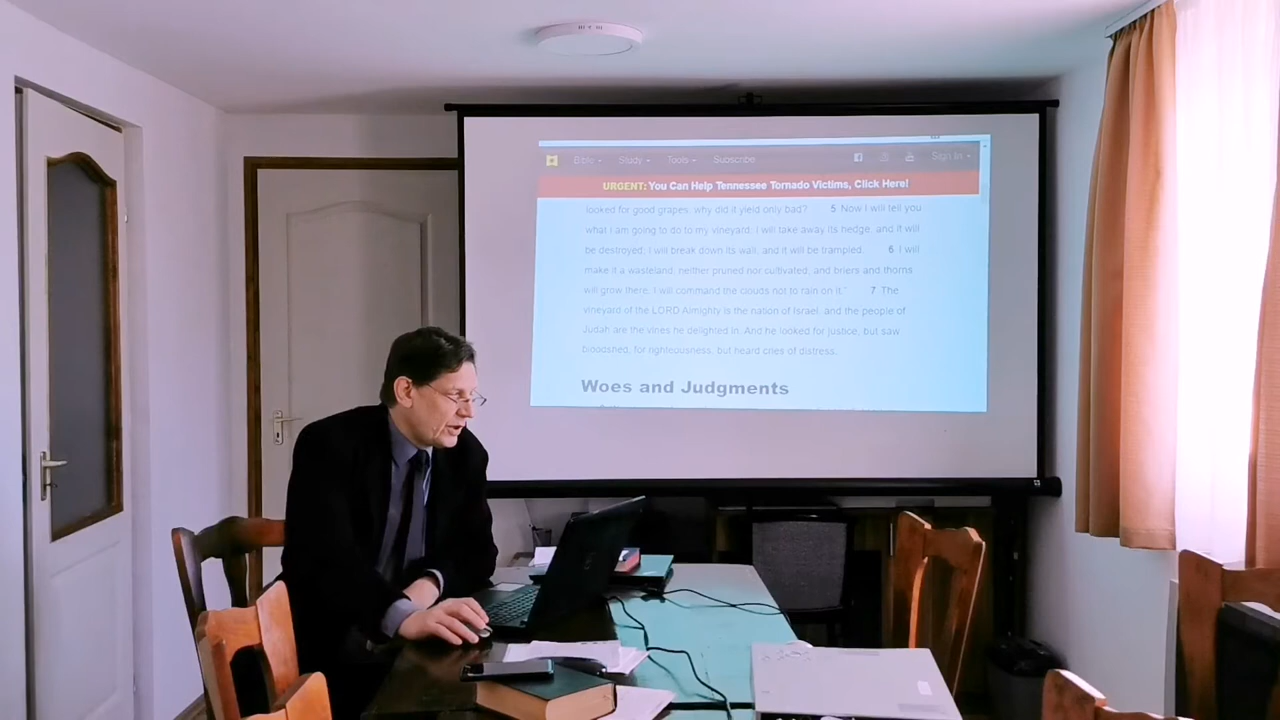 Bible Study Tools Subscribe Sign In
URGENT: You Can Help Tennessee Tornado Victims, Click Here!
looked for good grapes, why did it yield only bad? 5 Now I will tell you
what I am going to do to my vineyard: I will take away its hedge, and it will
be destroyed; I will break down its wall, and it will be trampled. 6 I will
make it a wasteland, neither pruned nor cultivated, and briers and thorns
will grow there. I will command the clouds not to rain on it." 7 The
vineyard of the LORD Almighty is the nation of Israel, and the people of
Judah are the vines he delighted in. And he looked for justice, but saw
bloodshed; for righteousness, but heard cries of distress.
Woes and Judgments